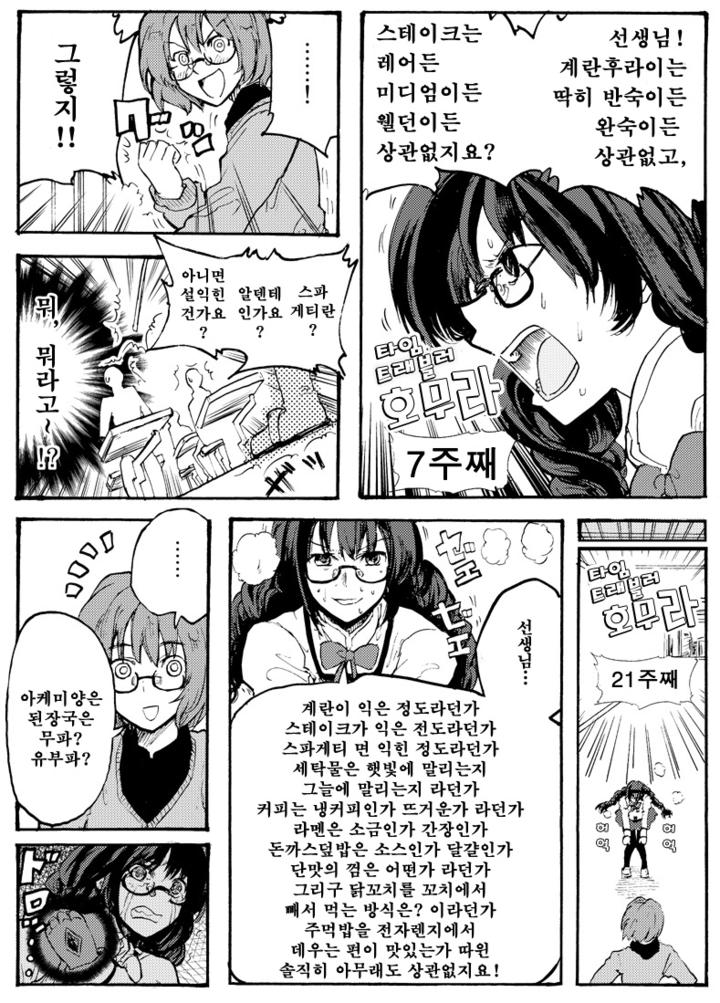 선생님!
계란후라이는
딱히 반숙이든
완숙이든
상관없고,
스테이크는
레어든
미디엄이든
웰던이든
상관없지요?
타임
트래블러
호무라
7주째
……!
그렇지!!
スパ
스파
게티란
?
알덴테
인가요
?
아니면
설익힌
건가요
?
뭐, 뭐라고~!?
타임
트래블러
호무라
21주째
허억
허억
ゼェ
ゼェ
선생님…
계란이 익은 정도라던가
스테이크가 익은 전도라던가
스파게티 면 익힌 정도라던가
세탁물은 햇빛에 말리는지
그늘에 말리는지 라던가
커피는 냉커피인가 뜨거운가 라던가
라멘은 소금인가 간장인가
돈까스덮밥은 소스인가 달걀인가
단맛의 껌은 어떤가 라던가
그리구 닭꼬치를 꼬치에서
빼서 먹는 방식은? 이라던가
주먹밥을 전자렌지에서
데우는 편이 맛있는가 따윈
솔직히 아무래도 상관없지요!
……
아케미양은
된장국은
무파?
유부파?